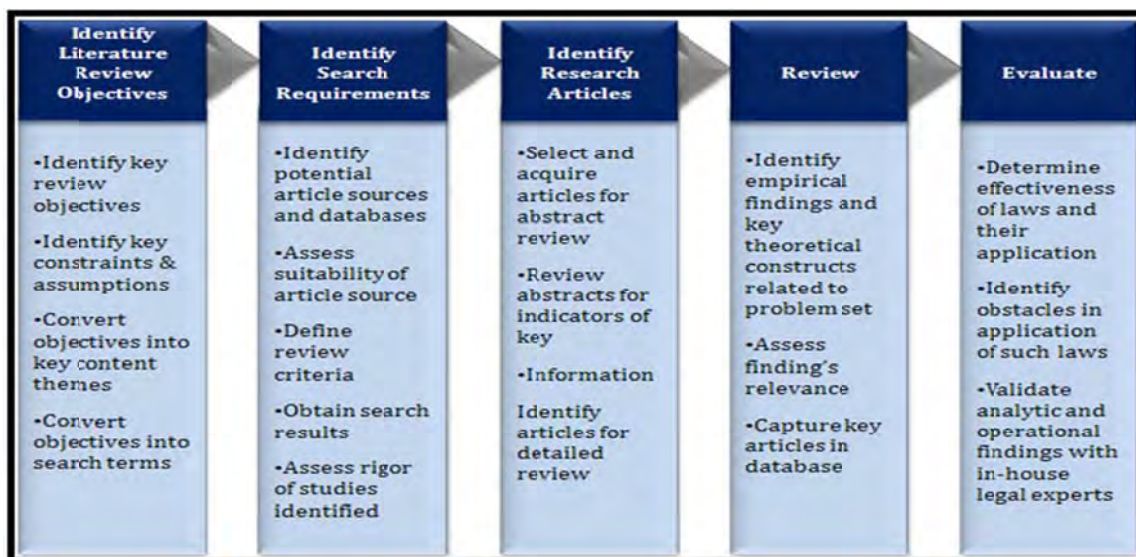 Identify
Literature
Review
Objectives
•Identify key
review
objectives
•Identify key
constraints &
assumptions
•Convert
objectives into
key content
themes
•Convert
objectives into
search terms
Identify
Search
Requirements
•Identify
potential
article sources
and databases
•Assess
suitability of
article source
•Define
review
criteria
•Obtain search
results
•Assess rigor
of studies
identified
Identify
Research
Articles
•Select and
acquire
articles for
abstract
review
•Review
abstracts for
indicators of
key
•Information
Identify
articles for
detailed
review
Review
•Identify
empirical
findings and
key
theoretical
constructs
related to
problem set
•Assess
finding's
relevance
•Capture key
articles in
database
Evaluate
•Determine
effectiveness
of laws and
their
application
•Identify
obstacles in
application
of such laws
•Validate
analytic and
operational
findings with
in-house
legal experts